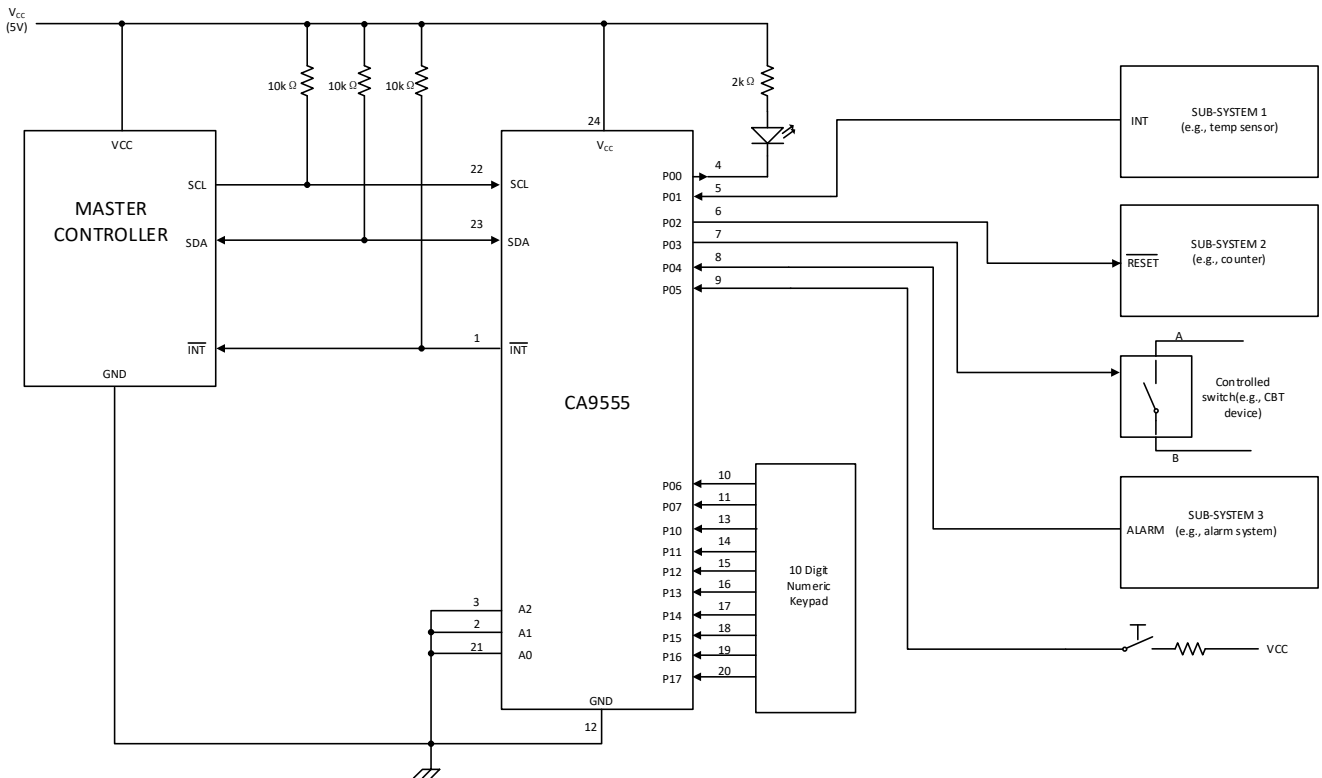 VCC
(5V)
10k Ω
10k Ω
10k Ω
2k Ω
VCC
SCL
MASTER
CONTROLLER
SDA
INT
GND
22
23
1
24
VCC
SCL
SDA
INT
CA9555
P00
P01
P02
P03
P04
P05
4
5
6
7
8
9
P06
P07
P10
P11
P12
P13
P14
P15
P16
P17
10
11
13
14
15
16
17
18
19
20
10 Digit
Numeric
Keypad
3
2
21
A2
A1
A0
GND
12
INT
SUB-SYSTEM 1
(e.g., temp sensor)
RESET
SUB-SYSTEM 2
(e.g., counter)
A
B
Controlled
switch(e.g., CBT
device)
ALARM
SUB-SYSTEM 3
(e.g., alarm system)
VCC